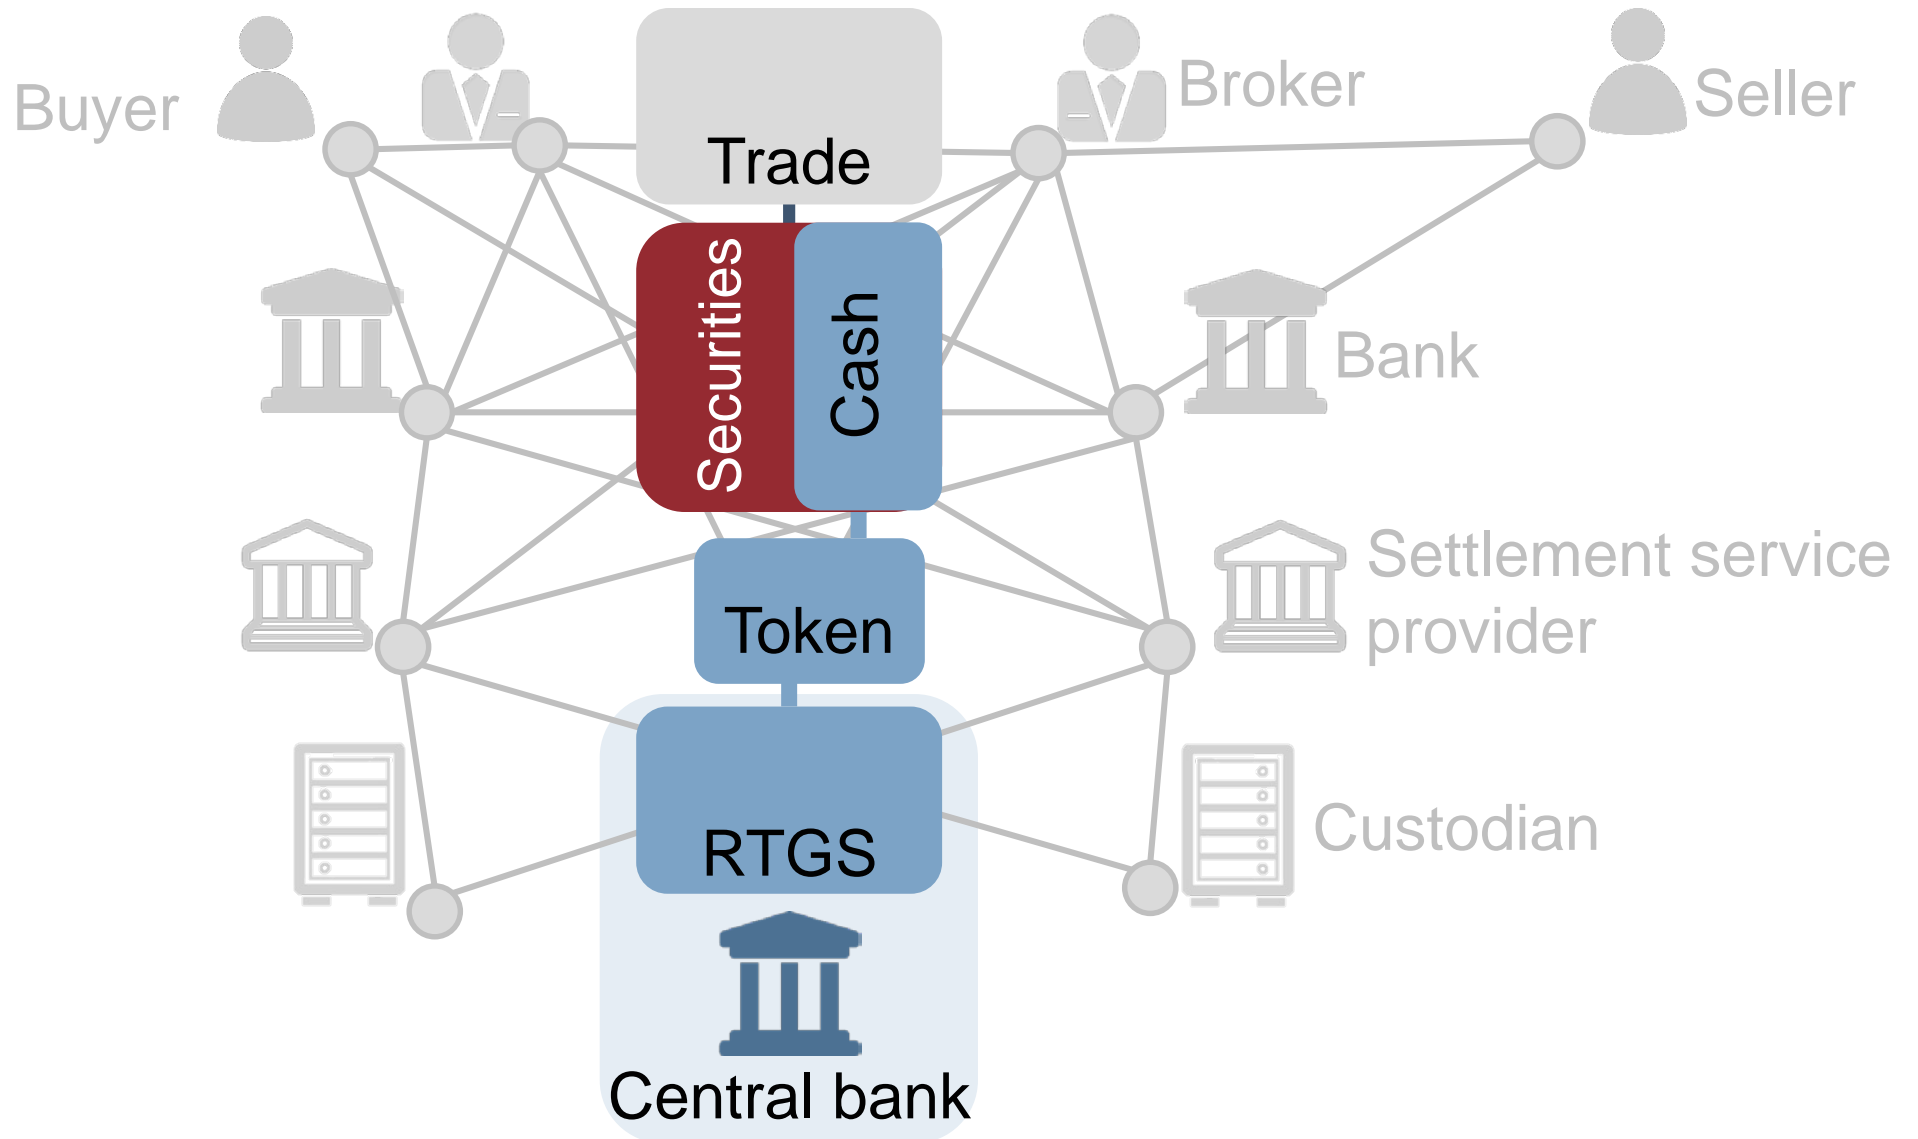 Buyer
Trade
Broker
Seller
Securities
Cash
Bank
Token
Settlement service
provider
RTGS
Custodian
Central bank